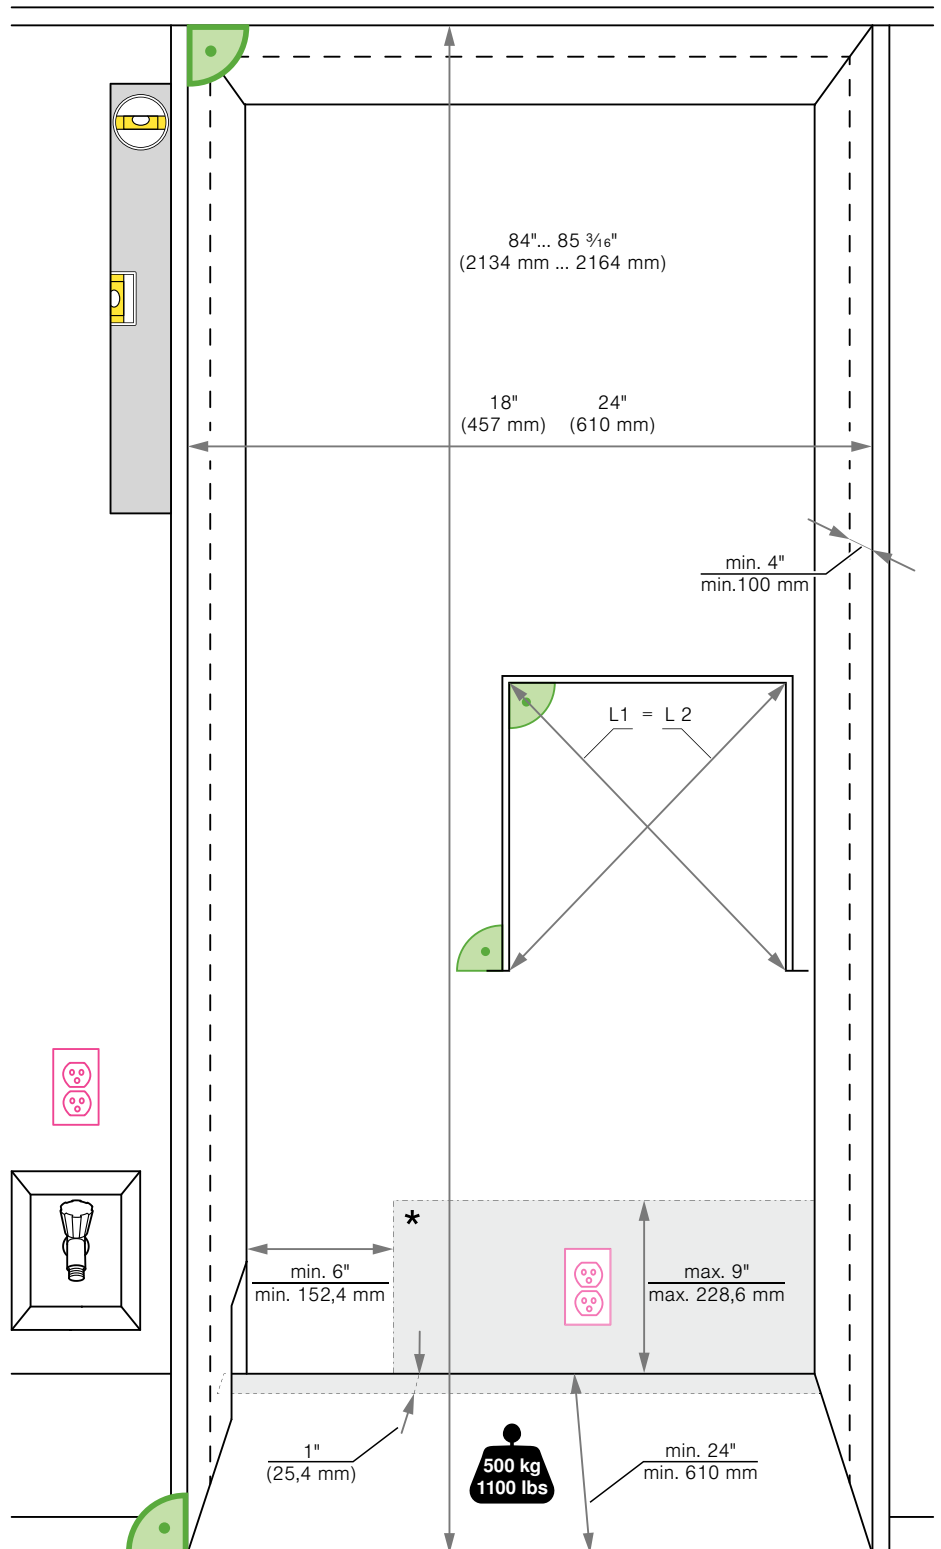 84"... 85 ³⁄₁₆"
(2134 mm ... 2164 mm)
18" 24"
(457 mm) (610 mm)
min. 4"
min.100 mm
L1 = L 2
*
min. 6"
min. 152,4 mm
max. 9"
max. 228,6 mm
1"
(25,4 mm)
500 kg
1100 lbs
min. 24"
min. 610 mm